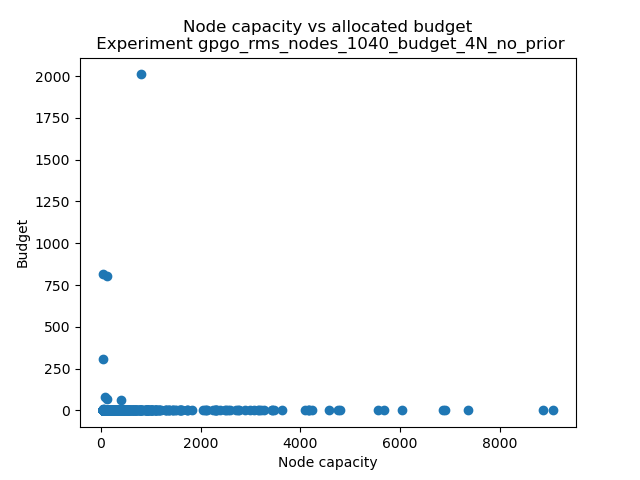 Node capacity vs allocated budget
Experiment gpgo_rms_nodes_1040_budget_4N_no_prior
2000
1750
1500
1250
1000
750
500
250
0
Budget
0 2000 4000 6000 8000
Node capacity